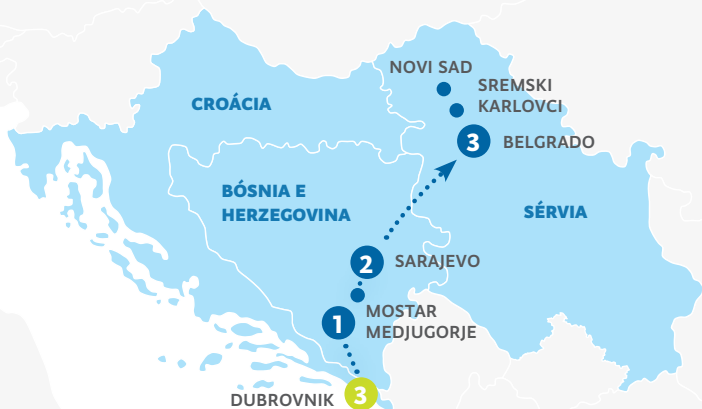 NOVI SAD
SREMSKI
KARLOVCI
CROÁCIA
3 BELGRADO
BÓSNIA E
HERZEGOVINA
SÉRVIA
2 SARAJEVO
1 MOSTAR
MEDJUGORJE
DUBROVNIK 3